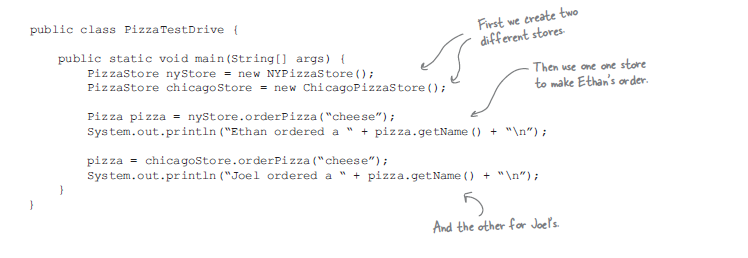 public class PizzaTestDrive {
First we create two
different stores.
public static void main(String[] args) {
PizzaStore nyStore = new NYPizzaStore();
PizzaStore chicagoStore = new ChicagoPizzaStore();
Then use one one store
to make Ethan's order.
Pizza pizza = nyStore.orderPizza(“cheese”);
System.out.println(“Ethan ordered a “ + pizza.getName() + “\n”);
pizza = chicagoStore.orderPizza(“cheese”);
System.out.println(“Joel ordered a “ + pizza.getName() + “\n”);
}
}
And the other for Joel's.